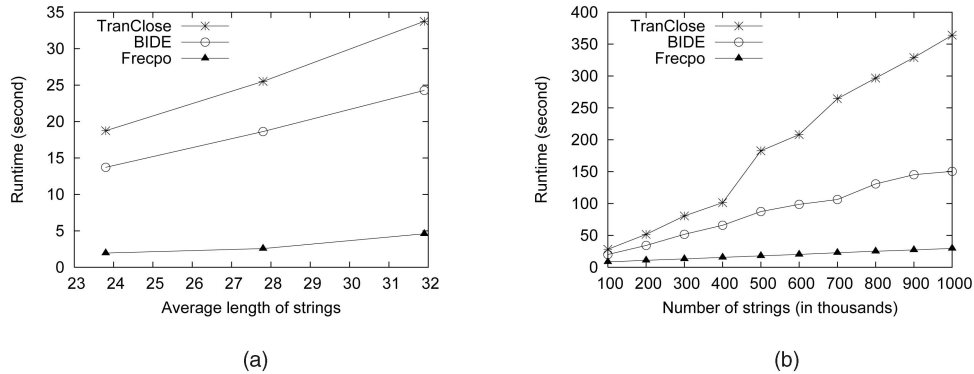 35
30
25
20
15
10
5
0
Runtime (second)
TranClose
BIDE
Frecpo
23 24 25 26 27 28 29 30 31 32
Average length of strings
(a)
400
350
300
250
200
150
100
50
0
Runtime (second)
TranClose
BIDE
Frecpo
100 200 300 400 500 600 700 800 900 1000
Number of strings (in thousands)
(b)